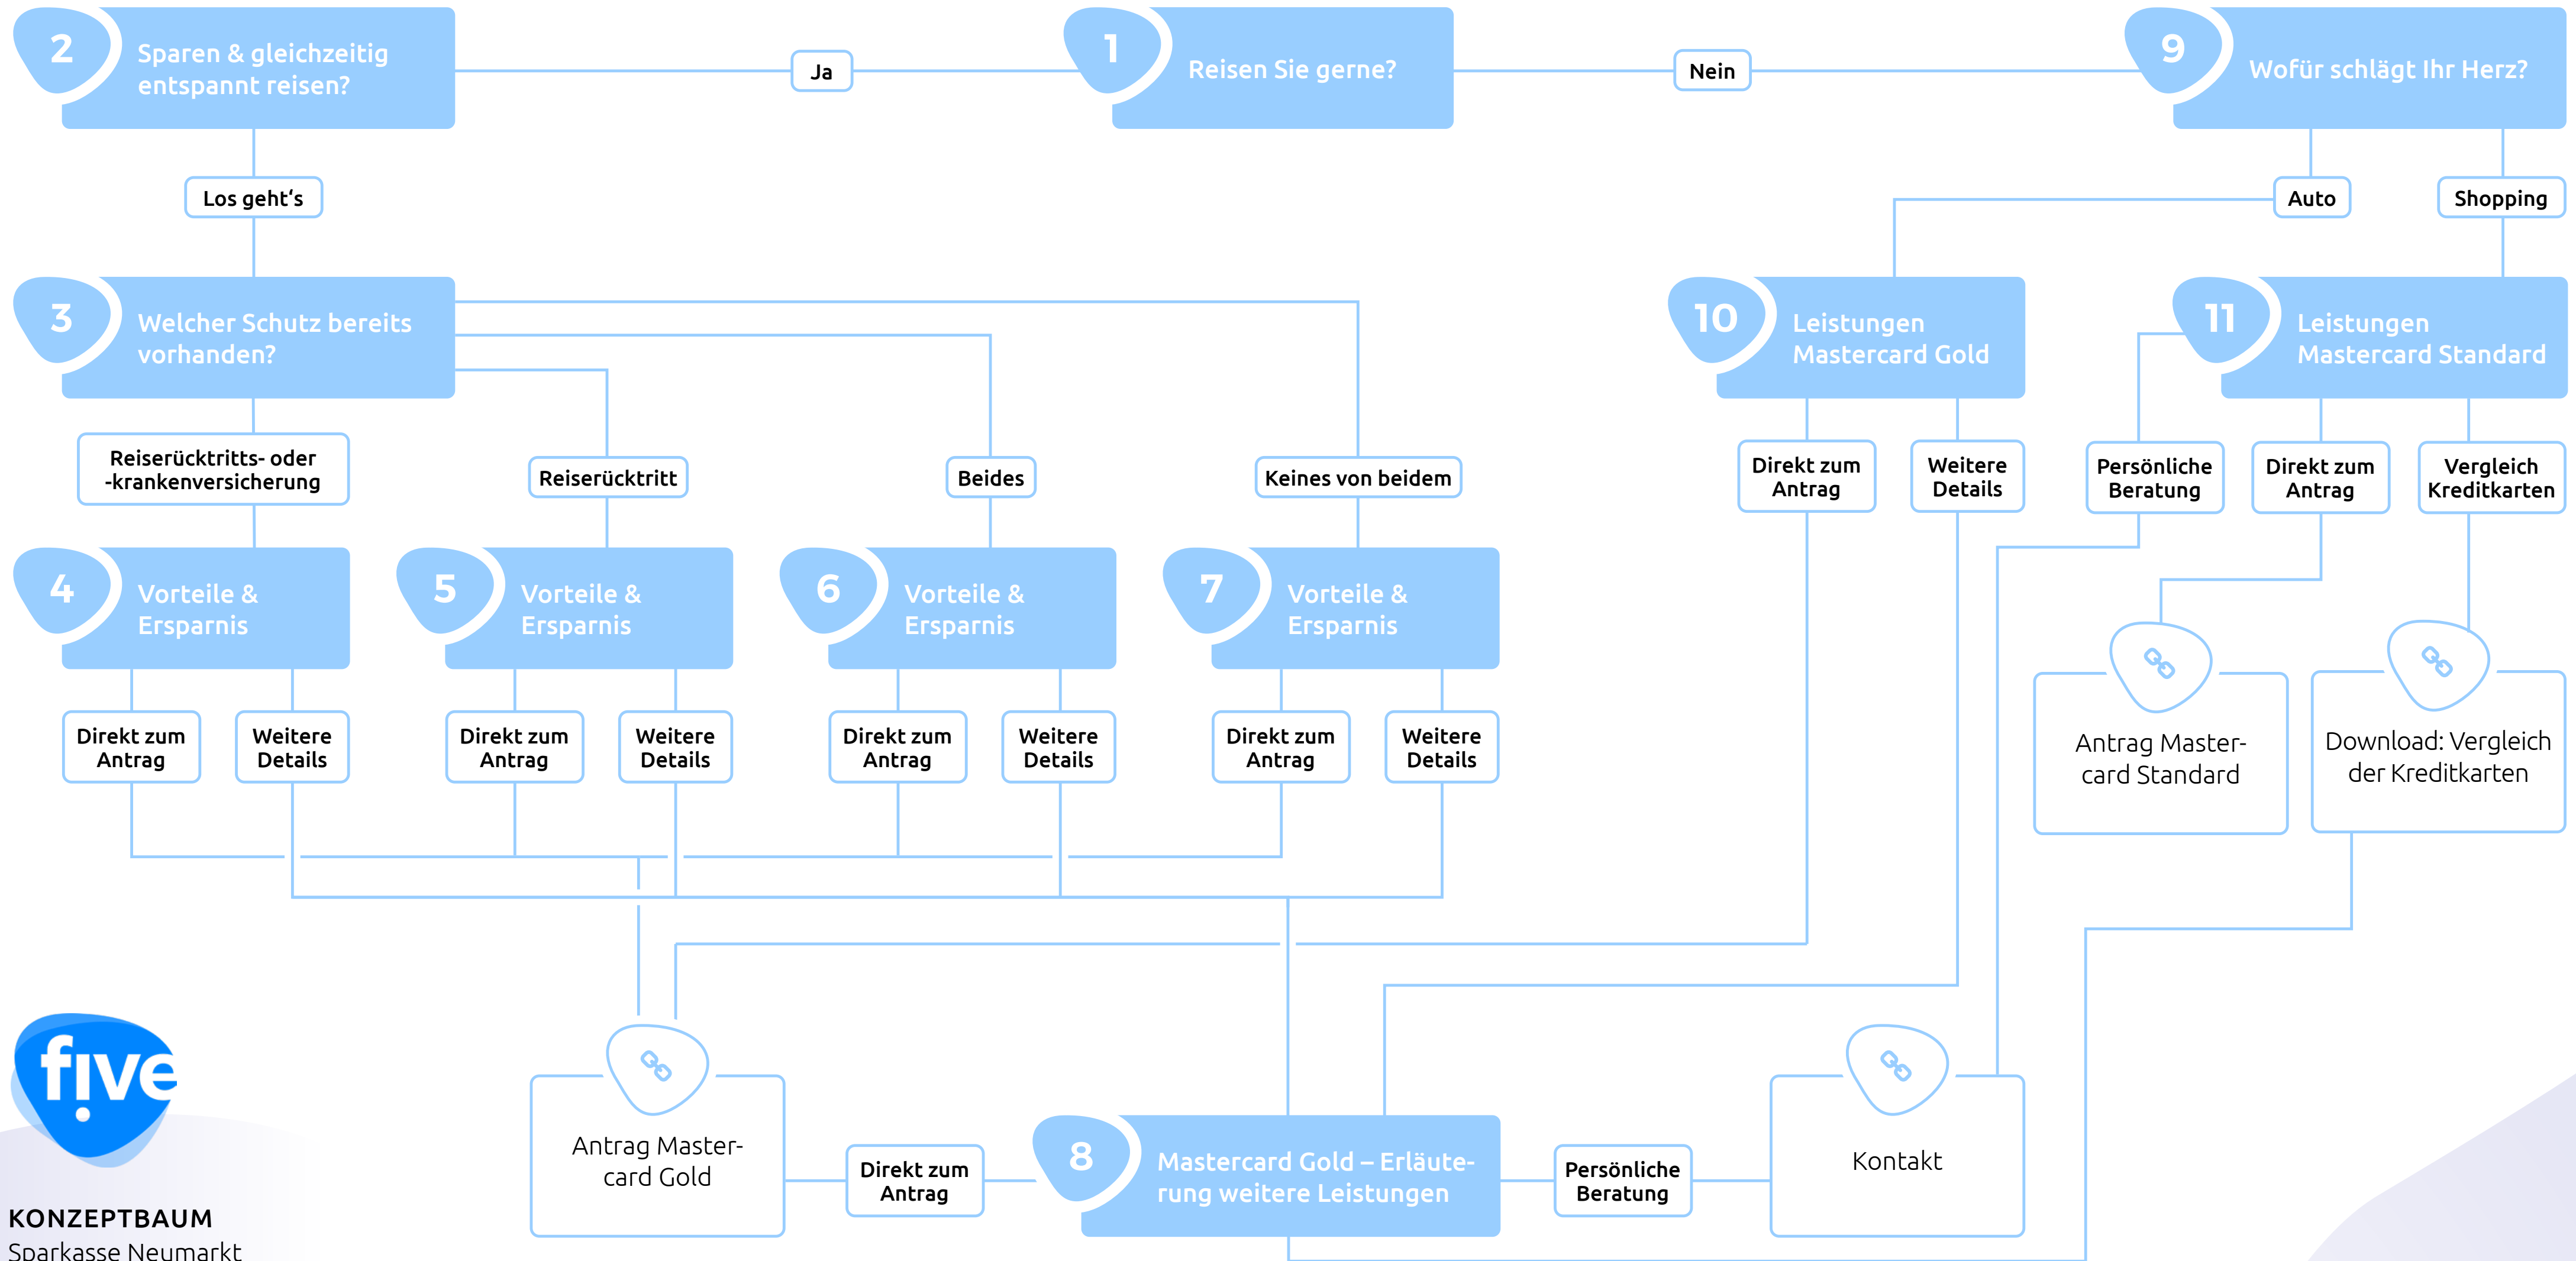 2
Sparen & gleichzeitig
entspannt reisen?
Ja
1
Reisen Sie gerne?
Nein
9
Wofür schlägt Ihr Herz?
Los geht‘s
Auto
Shopping
3
Welcher Schutz bereits
vorhanden?
10
Leistungen
Mastercard Gold
11
Leistungen
Mastercard Standard
Reiserücktritts- oder
-krankenversicherung
Reiserücktritt
Beides
Keines von beidem
Direkt zum
Antrag
Weitere
Details
Persönliche
Beratung
Direkt zum
Antrag
Vergleich
Kreditkarten
4
Vorteile &
Ersparnis
5
Vorteile &
Ersparnis
6
Vorteile &
Ersparnis
7
Vorteile &
Ersparnis
Direkt zum
Antrag
Weitere
Details
Direkt zum
Antrag
Weitere
Details
Direkt zum
Antrag
Weitere
Details
Direkt zum
Antrag
Weitere
Details
Antrag Master-
card Standard
Download: Vergleich
der Kreditkarten
five
Antrag Master-
card Gold
Direkt zum
Antrag
8
Mastercard Gold – Erläute-
rung weitere Leistungen
Persönliche
Beratung
Kontakt
KONZEPTBAUM
Sparkasse Neumarkt